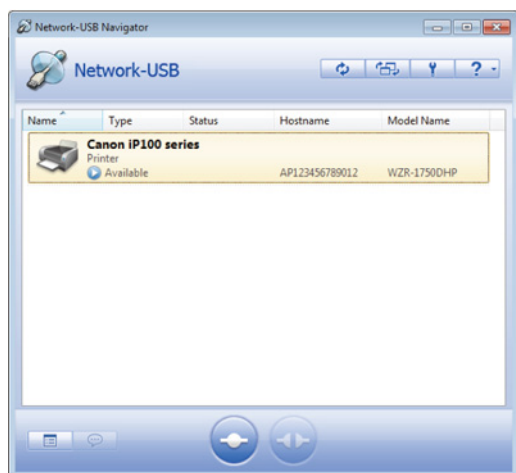 Network-USB Navigator
Network-USB
?
Name Type Status Hostname Model Name
Canon iP100 series
Printer
Available AP123456789012 WZR-1750DHP